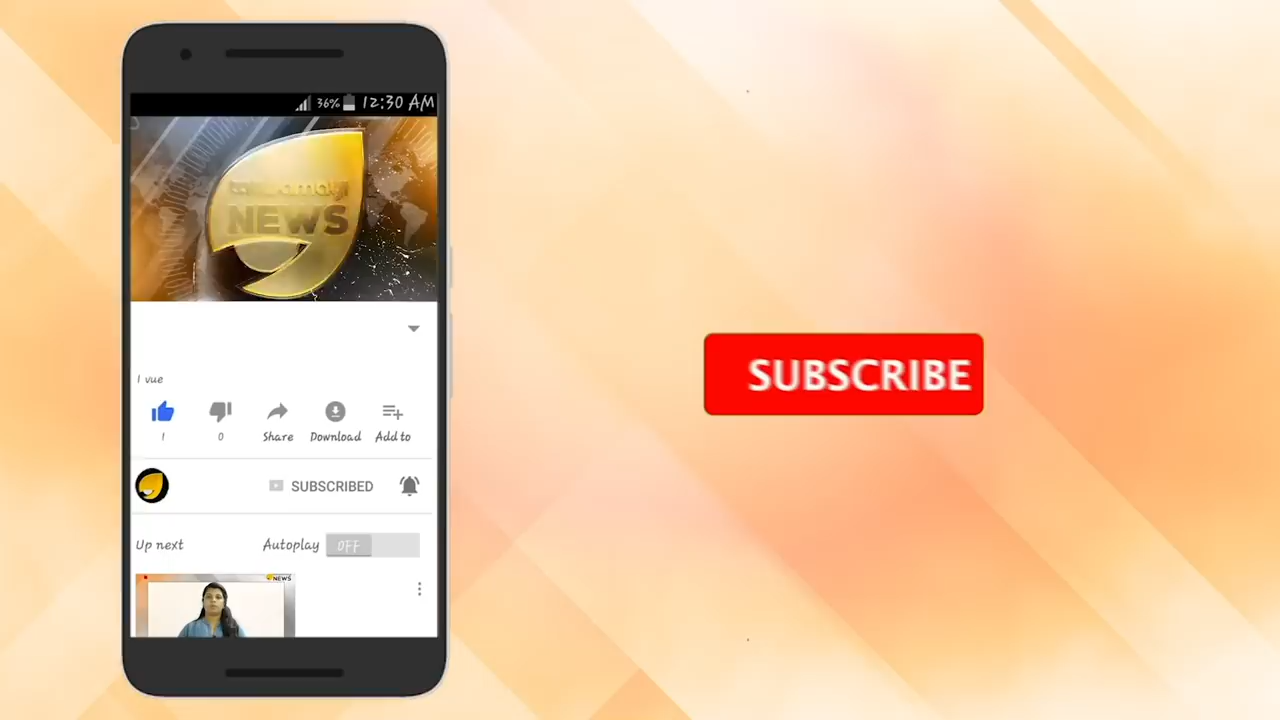 36% 12:30 AM
NEWS
1 vue
1 0 Share Download Add to
SUBSCRIBED
Up next Autoplay OFF
NEWS
SUBSCRIBE